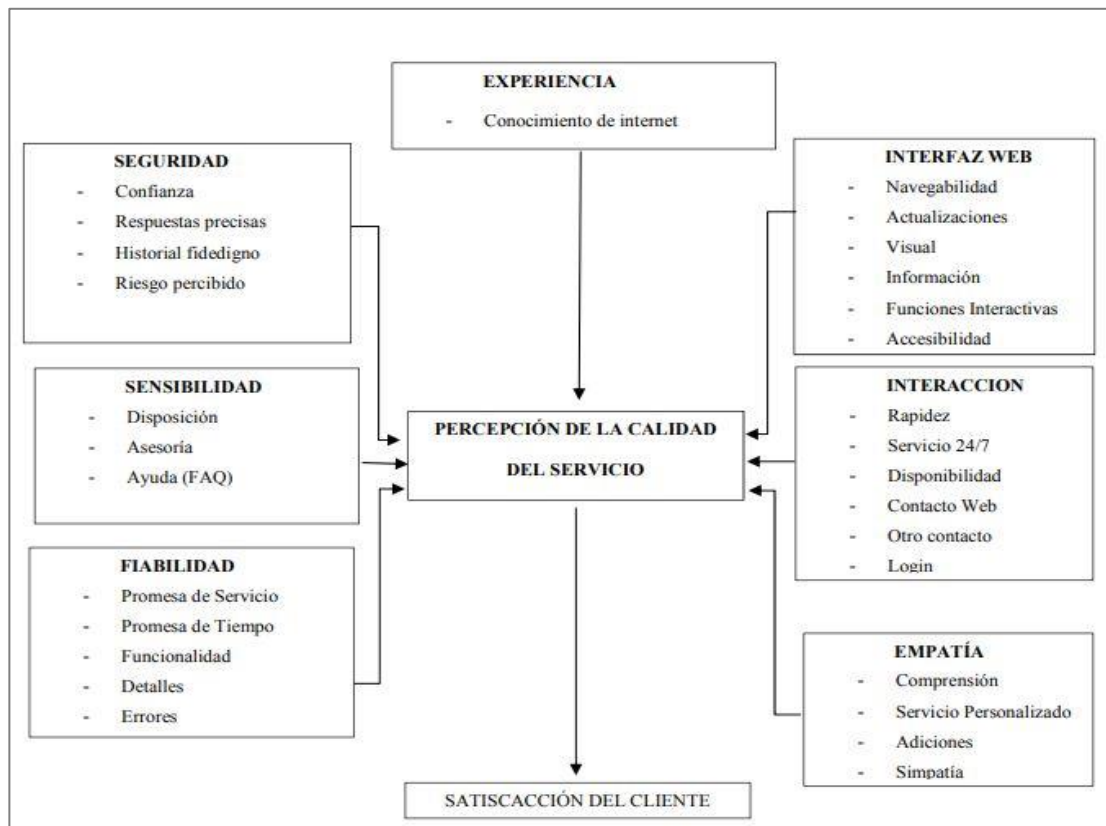 EXPERIENCIA
- Conocimiento de internet
SEGURIDAD
- Confianza
- Respuestas precisas
- Historial fidedigno
- Riesgo percibido
SENSIBILIDAD
- Disposición
- Asesoría
- Ayuda (FAQ)
FIABILIDAD
- Promesa de Servicio
- Promesa de Tiempo
- Funcionalidad
- Detalles
- Errores
PERCEPCIÓN DE LA CALIDAD
DEL SERVICIO
INTERFAZ WEB
- Navegabilidad
- Actualizaciones
- Visual
- Información
- Funciones Interactivas
- Accesibilidad
INTERACCION
- Rapidez
- Servicio 24/7
- Disponibilidad
- Contacto Web
- Otro contacto
- Login
EMPATÍA
- Comprensión
- Servicio Personalizado
- Adiciones
- Simpatía
SATISCACCIÓN DEL CLIENTE